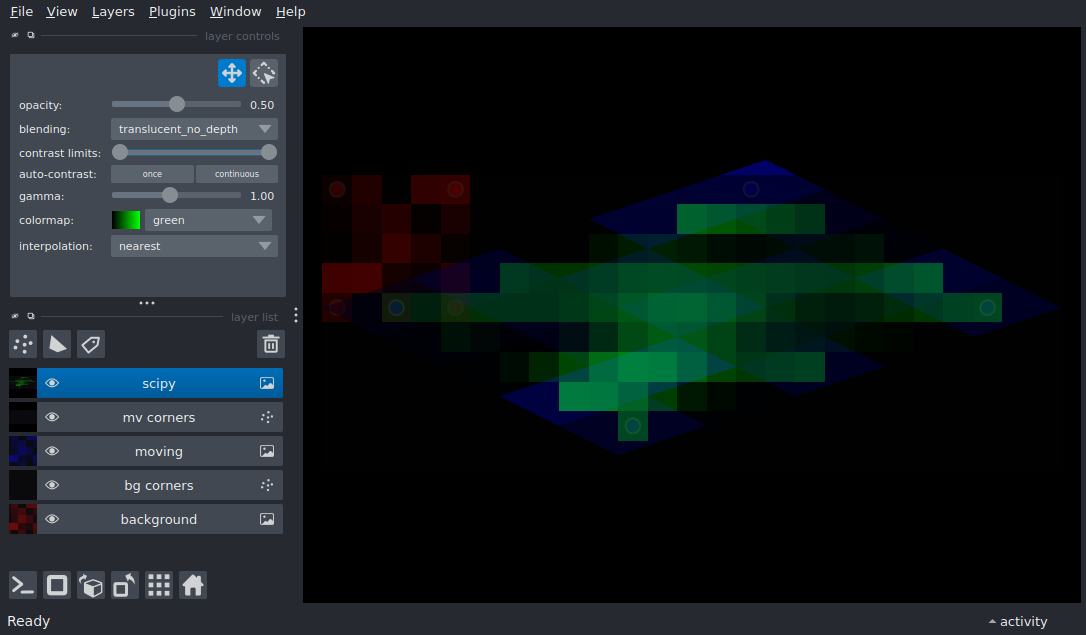 File View Layers Plugins Window Help
layer controls
opacity: 0.50
blending: translucent_no_depth
contrast limits:
auto-contrast: once continuous
gamma: 1.00
colormap: green
interpolation: nearest
layer list
scipy
mv corners
moving
bg corners
background
Ready activity